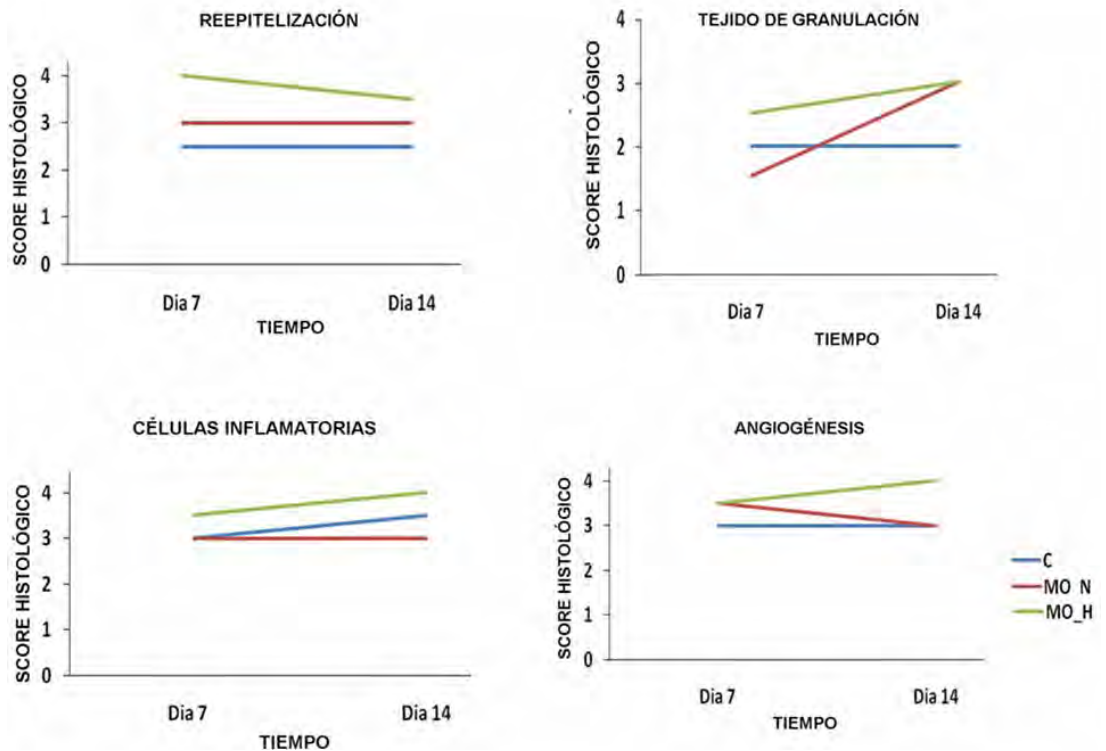 REEPITELIZACIÓN
SCORE HISTOLÓGICO
4
3
2
1
0
Dia 7
Dia 14
TIEMPO
TEJIDO DE GRANULACIÓN
SCORE HISTOLÓGICO
4
3
2
1
0
Dia 7
Dia 14
TIEMPO
CÉLULAS INFLAMATORIAS
SCORE HISTOLÓGICO
4
3
2
1
0
Dia 7
Dia 14
TIEMPO
ANGIOGÉNESIS
SCORE HISTOLÓGICO
4
3
2
1
0
Dia 7
Dia 14
TIEMPO
C
MO N
MO_H